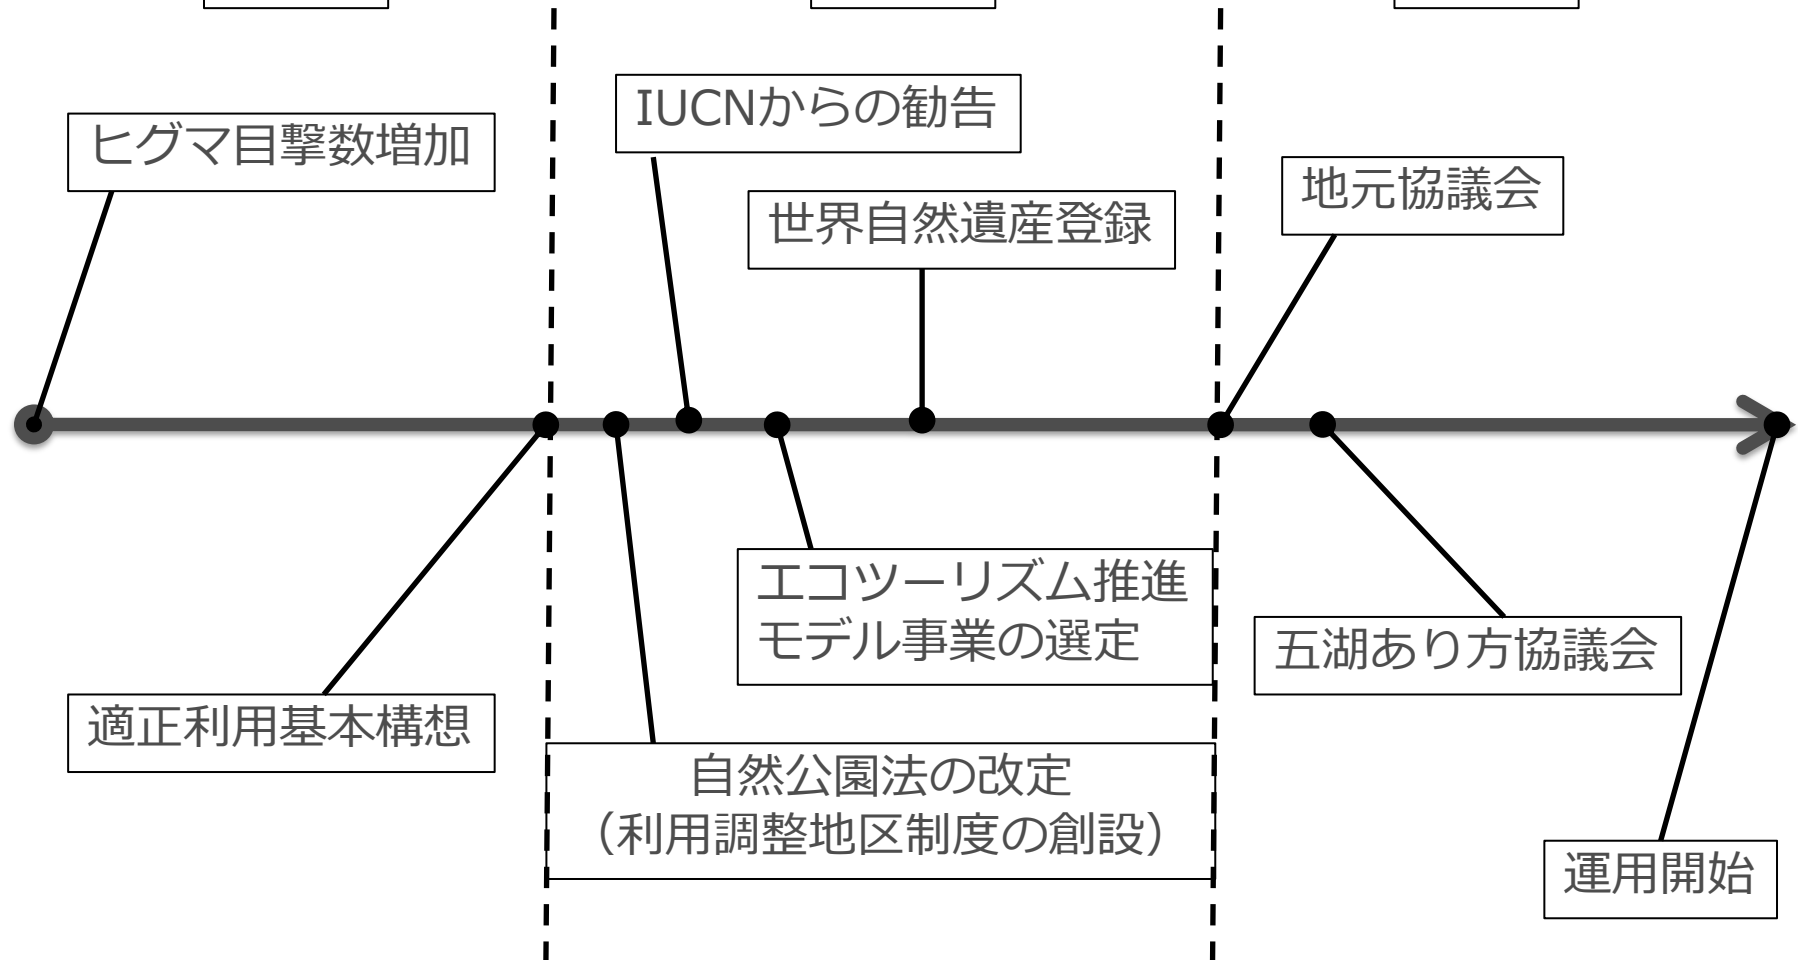 IUCNからの勧告
ヒグマ目撃数増加
地元協議会
世界自然遺産登録
エコツーリズム推進
モデル事業の選定
五湖あり方協議会
適正利用基本構想
自然公園法の改定
（利用調整地区制度の創設）
運用開始